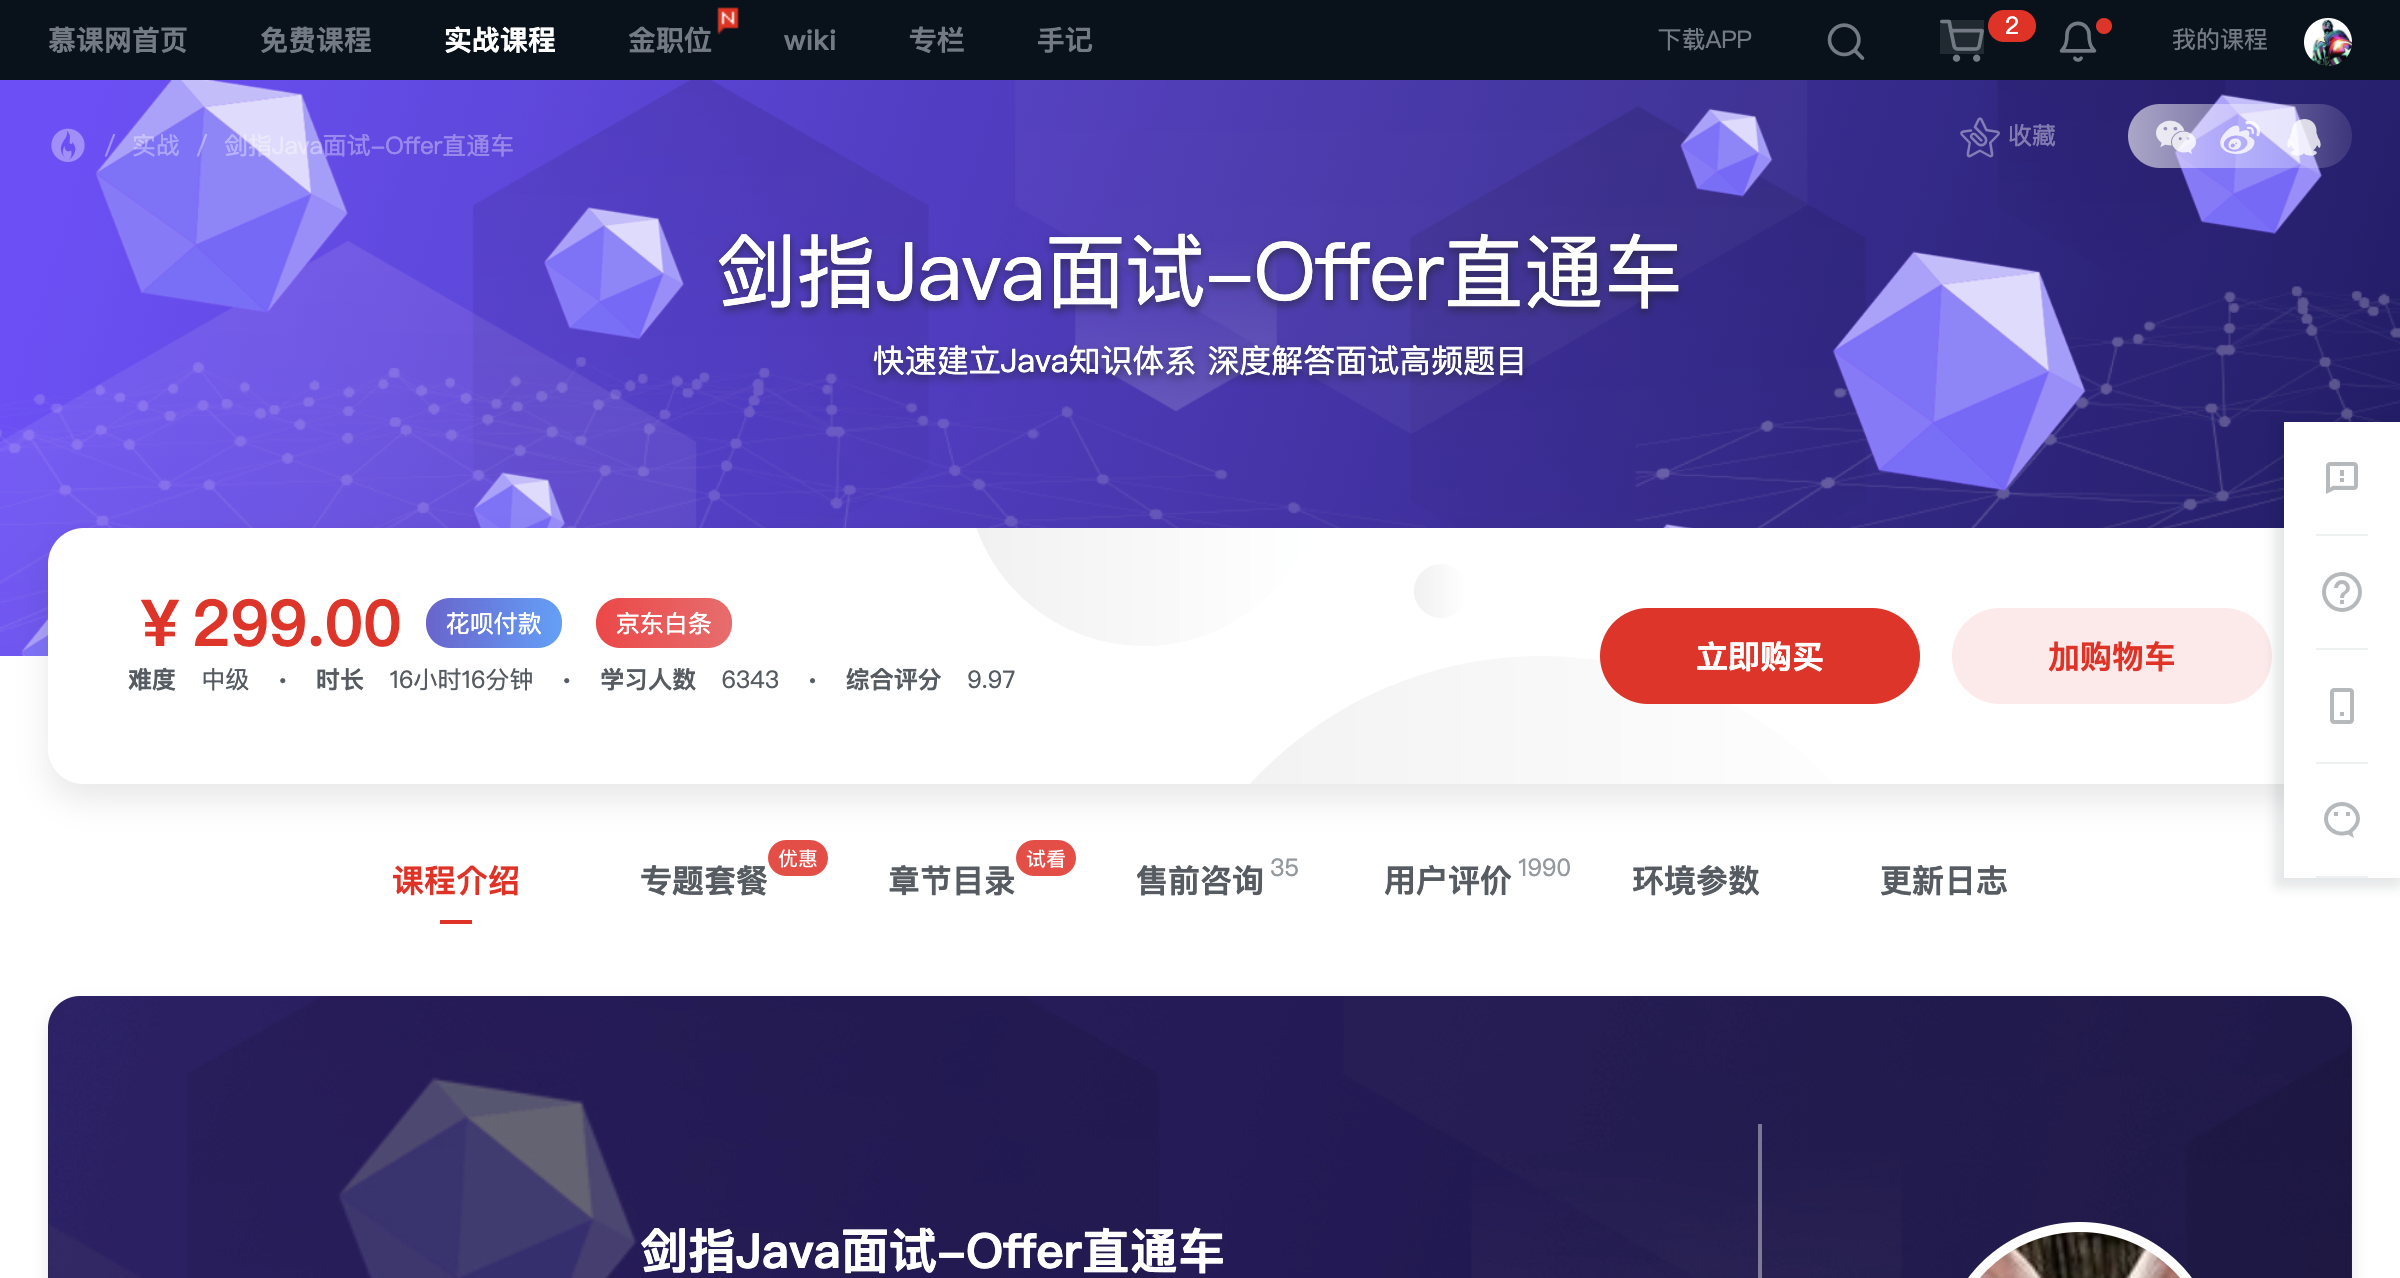 慕课网首页 免费课程 实战课程 金职位 N wiki 专栏 手记 下载APP 2 我的课程
/ 实战 / 剑指Java面试-Offer直通车 收藏
剑指Java面试-Offer直通车
快速建立Java知识体系 深度解答面试高频题目
¥ 299.00 花呗付款 京东白条
立即购买 加购物车
难度 中级 · 时长 16小时16分钟 · 学习人数 6343 · 综合评分 9.97
课程介绍 专题套餐 优惠 章节目录 试看 售前咨询 35 用户评价 1990 环境参数 更新日志
剑指Java面试-Offer直通车